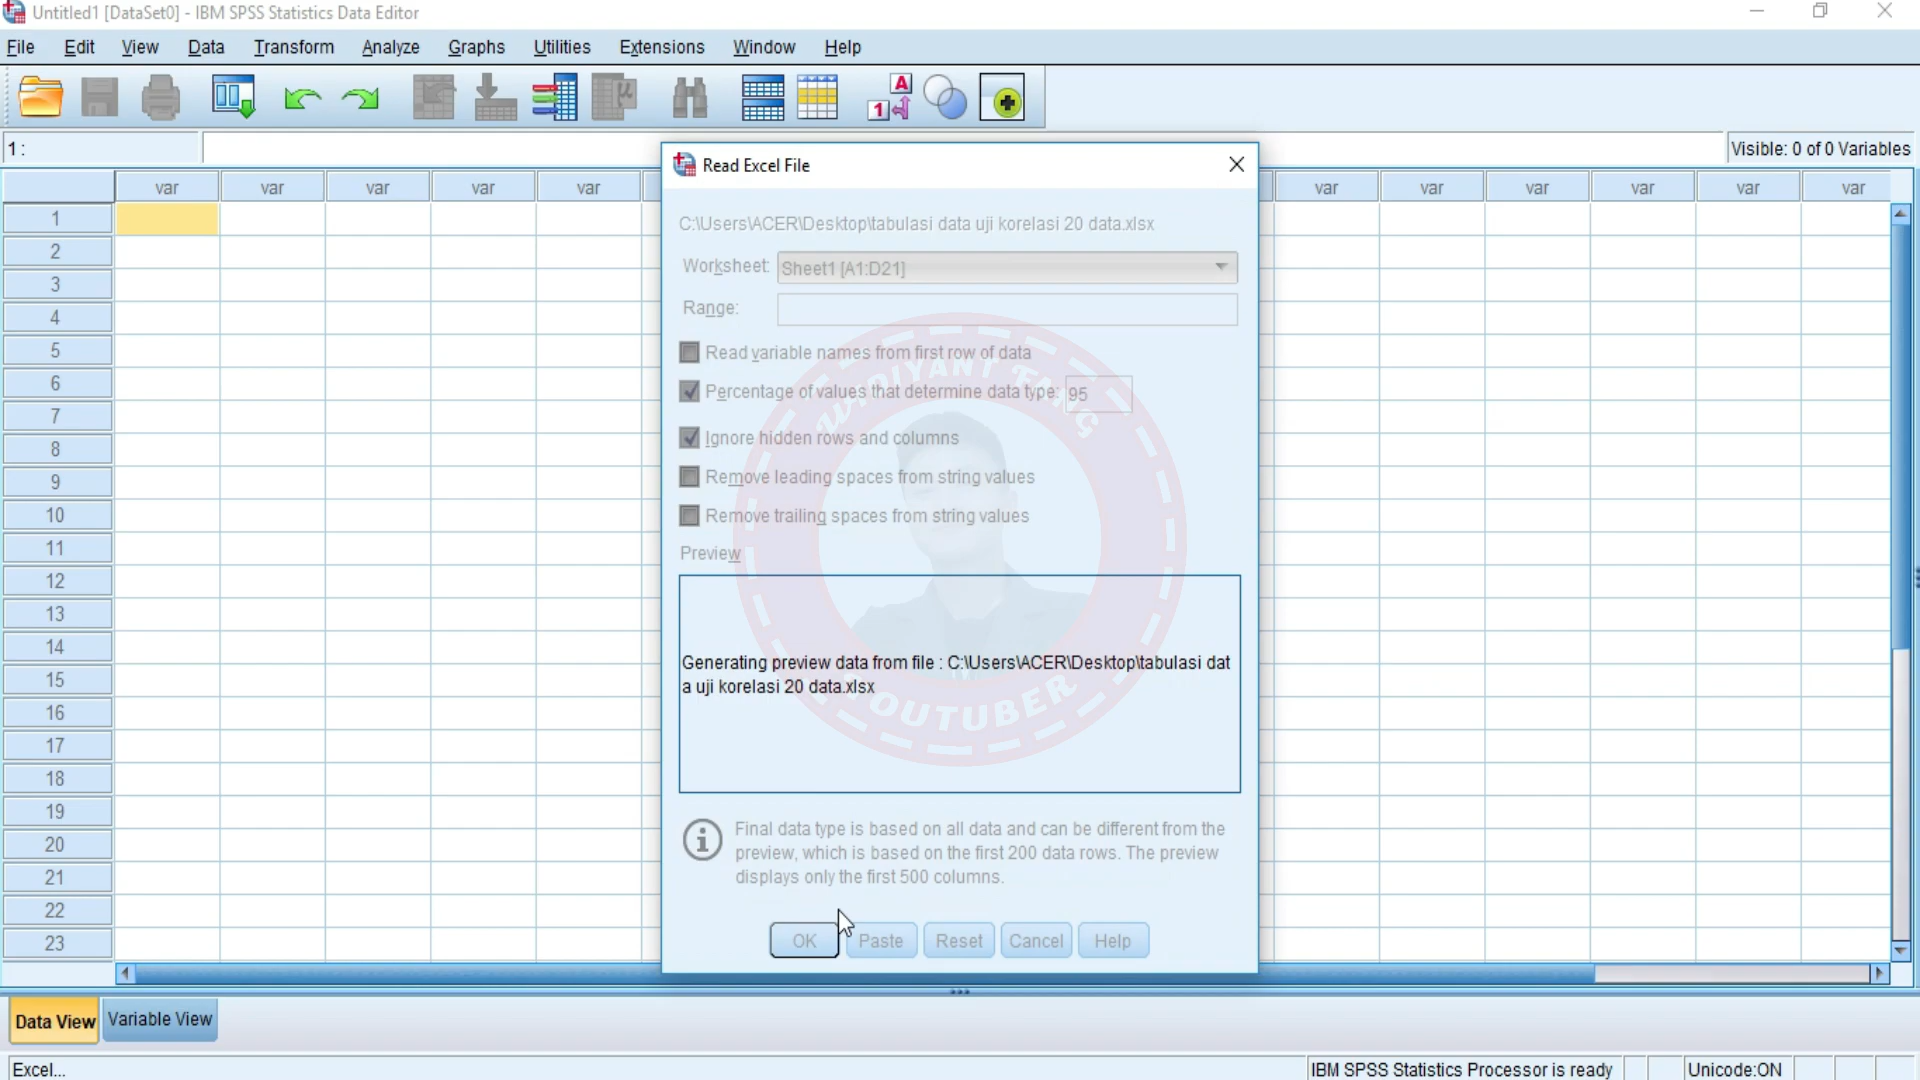 Untitled1 [DataSet0] - IBM SPSS Statistics Data Editor
File Edit View Data Transform Analyze Graphs Utilities Extensions Window Help
1 A
1 :
Visible: 0 of 0 Variables
var var var var var var var var var var var
1
2
3
4
5
6
7
8
9
10
11
12
13
14
15
16
17
18
19
20
21
22
23
Read Excel File
C:\Users\ACER\Desktop\tabulasi data uji korelasi 20 data.xlsx
Worksheet: Sheet1 [A1:D21]
Range:
Read variable names from first row of data
Percentage of values that determine data type: 95
Ignore hidden rows and columns
Remove leading spaces from string values
Remove trailing spaces from string values
Preview
Generating preview data from file : C:\Users\ACER\Desktop\tabulasi dat
a uji korelasi 20 data.xlsx
YOUTUBER
Final data type is based on all data and can be different from the
preview, which is based on the first 200 data rows. The preview
displays only the first 500 columns.
OK Paste Reset Cancel Help
Data View Variable View
Excel... IBM SPSS Statistics Processor is ready Unicode:ON